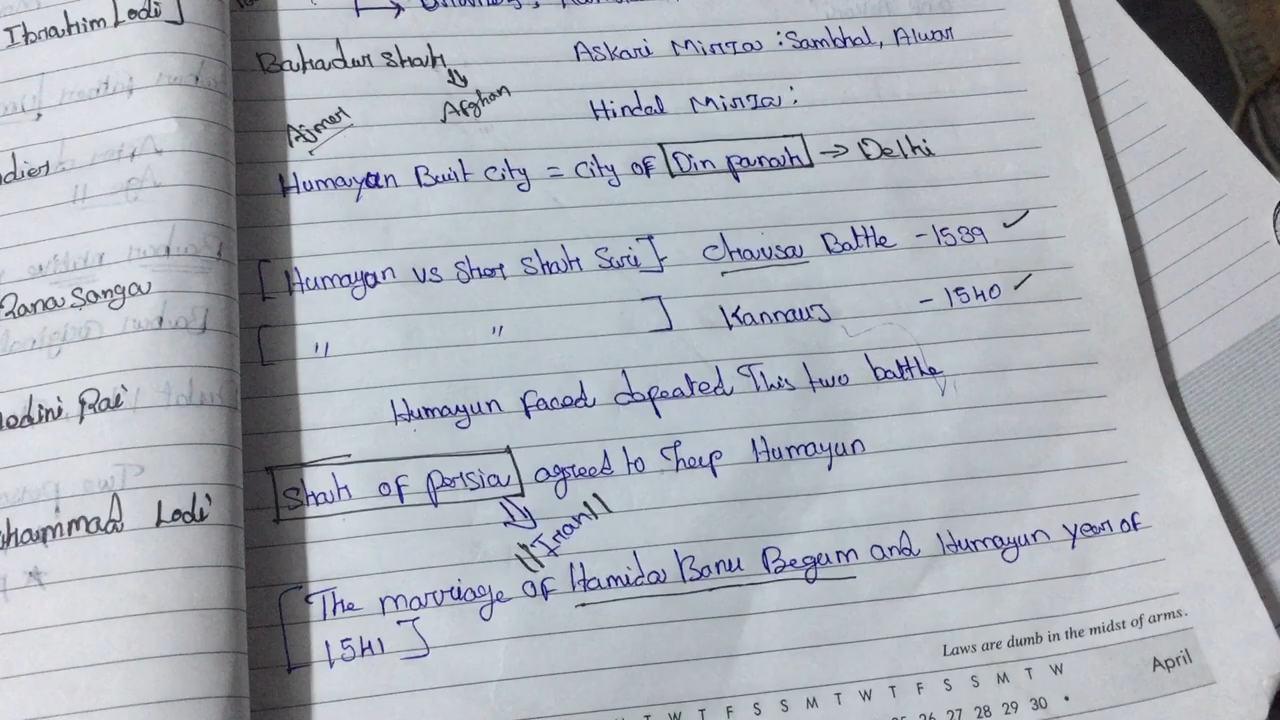 Ibrahim Lodi]
Bahadur Shah
Afghan
Ajmer
Askari Mirza : Sambhal, Alwar
Hindal Mirza :
Humayan Built City = City of Din panah → Delhi
Rana Sanga
[Humayan vs Sher Shah Suri] Chausa Battle - 1539 ✓
[ " " ] Kannauj - 1540 ✓
Humayun faced defeated This two battle
Shah of persia agreed to help Humayun
"Iran"
[The marriage of Hamida Banu Begum and Humayun year of
1541]
Lodi
Laws are dumb in the midst of arms.
April
T W T F S S M T W T F S S M T W
26 27 28 29 30 •